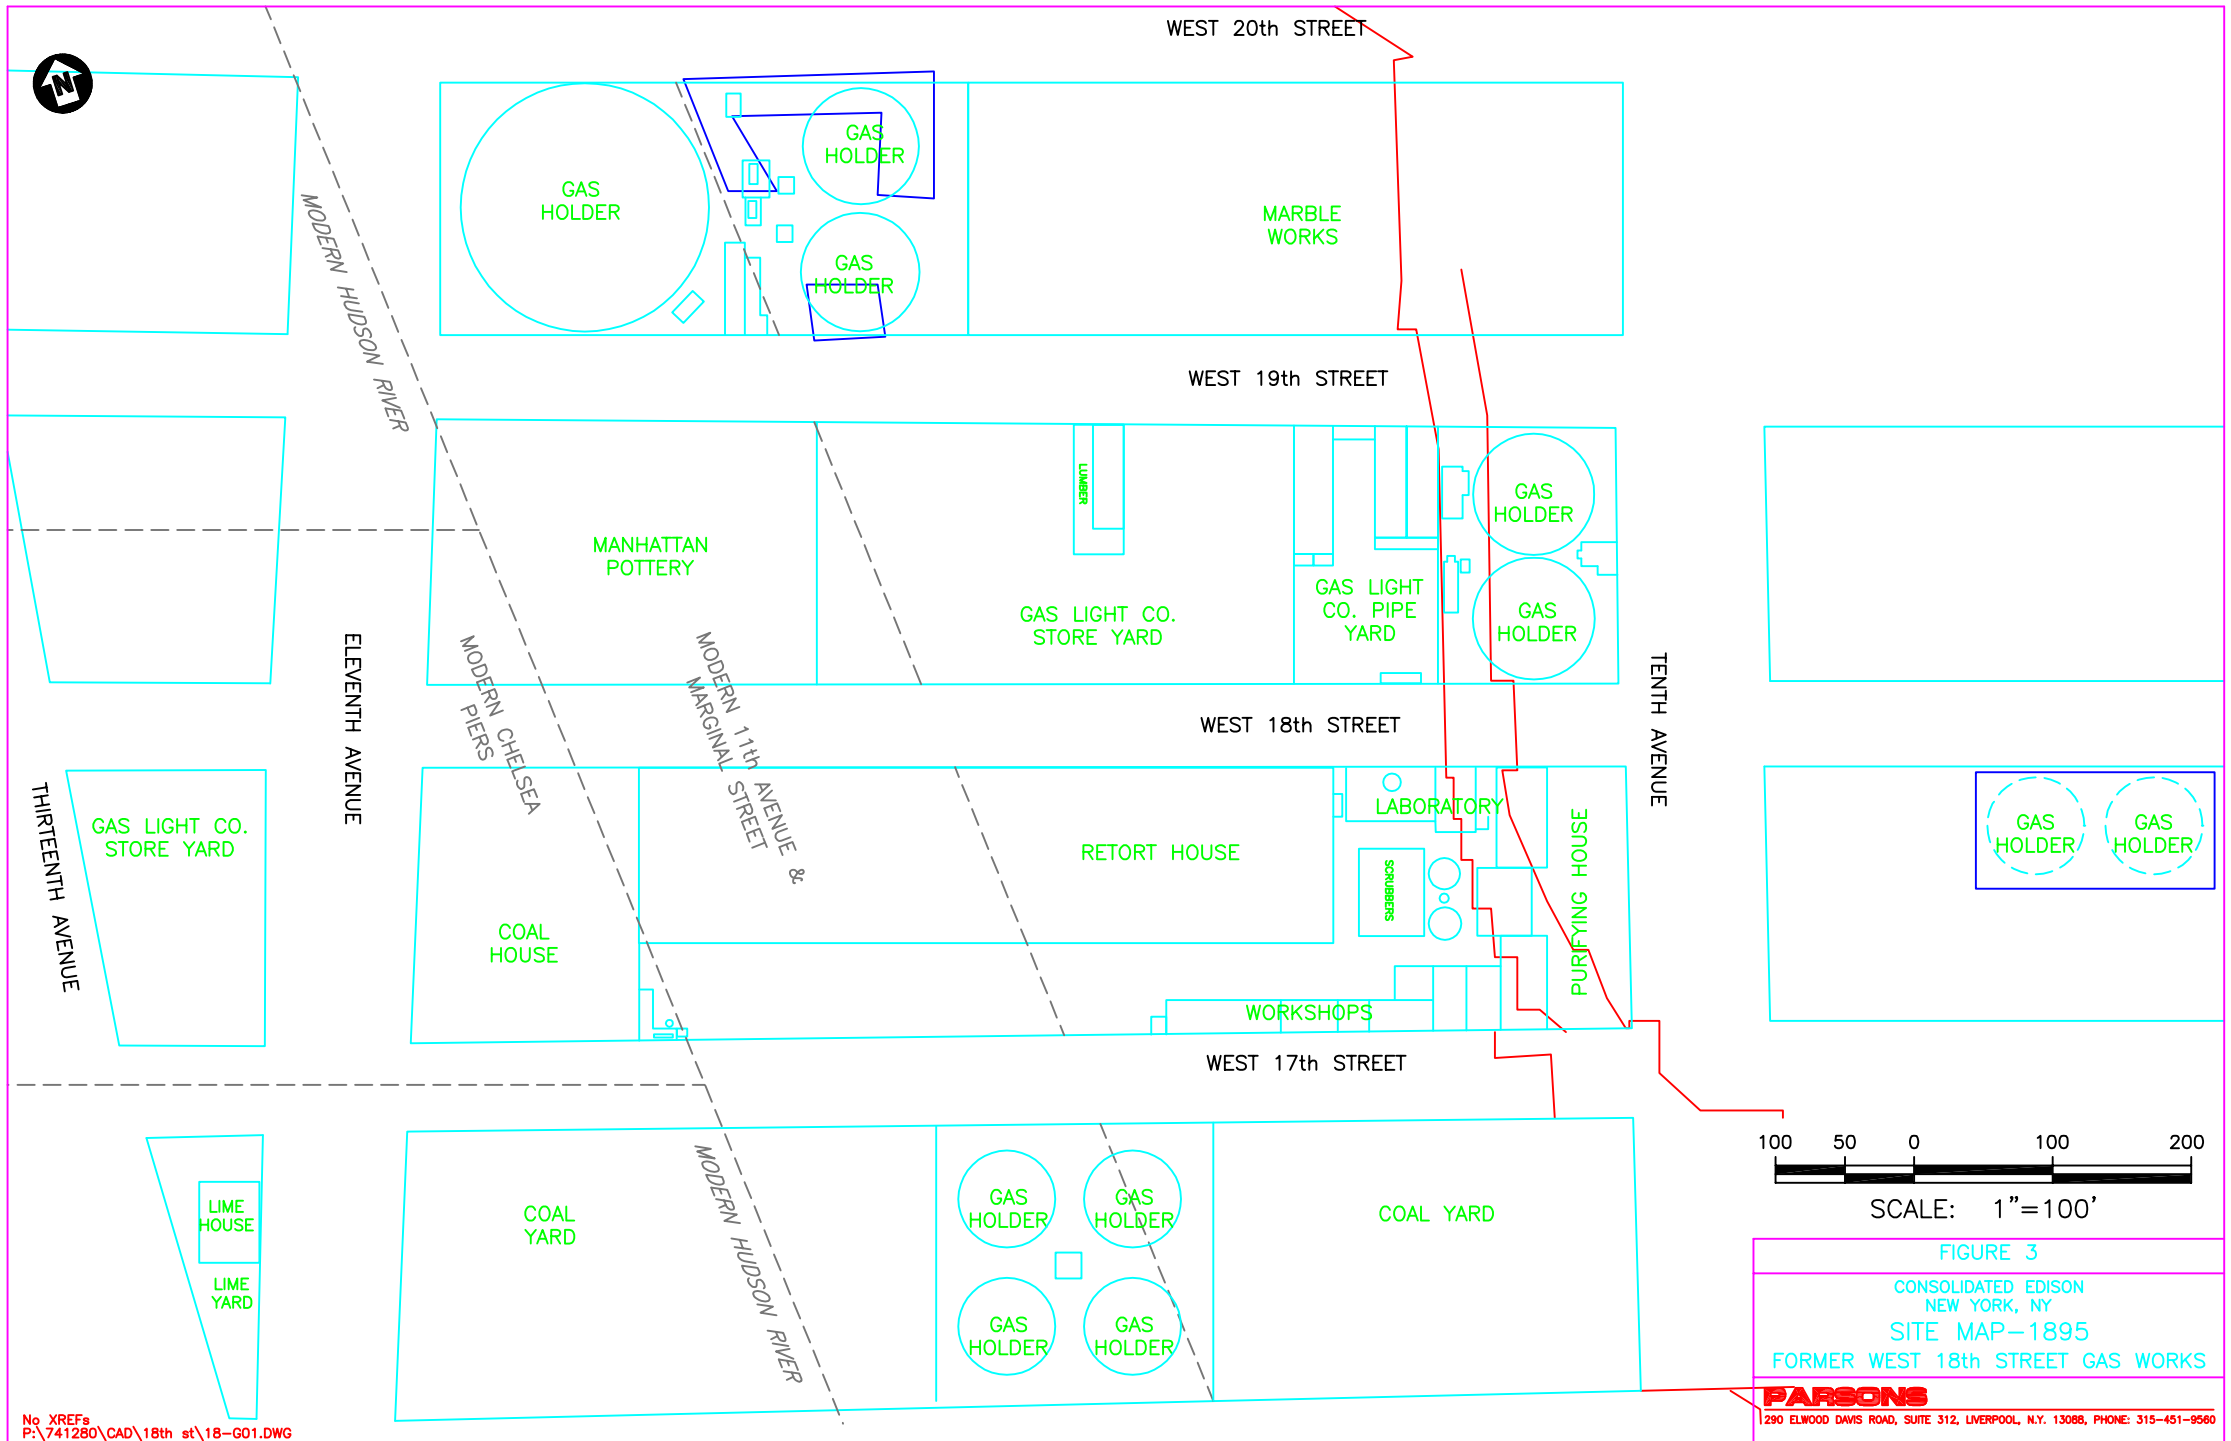 WEST 20th STREET
N
GAS
HOLDER
GAS
HOLDER
GAS
HOLDER
MARBLE
WORKS
MODERN HUDSON RIVER
WEST 19th STREET
LUMBER
MANHATTAN
POTTERY
GAS LIGHT CO.
STORE YARD
GAS LIGHT
CO. PIPE
YARD
GAS
HOLDER
GAS
HOLDER
ELEVENTH AVENUE
MODERN CHELSEA
PIERS
MODERN 11th AVENUE &
MARGINAL STREET
TENTH AVENUE
WEST 18th STREET
THIRTEENTH AVENUE
GAS LIGHT CO.
STORE YARD
COAL
HOUSE
RETORT HOUSE
LABORATORY
SCRUBBERS
PURIFYING HOUSE
WORKSHOPS
GAS
HOLDER
GAS
HOLDER
WEST 17th STREET
LIME
HOUSE
LIME
YARD
COAL
YARD
MODERN HUDSON RIVER
GAS
HOLDER
GAS
HOLDER
GAS
HOLDER
GAS
HOLDER
COAL YARD
100 50 0 100 200
SCALE: 1"=100'
FIGURE 3
CONSOLIDATED EDISON
NEW YORK, NY
SITE MAP-1895
FORMER WEST 18th STREET GAS WORKS
PARSONS
290 ELWOOD DAVIS ROAD, SUITE 312, LIVERPOOL, N.Y. 13088, PHONE: 315-451-9560
No XREFs
P:\741280\CAD\18th st\18-G01.DWG